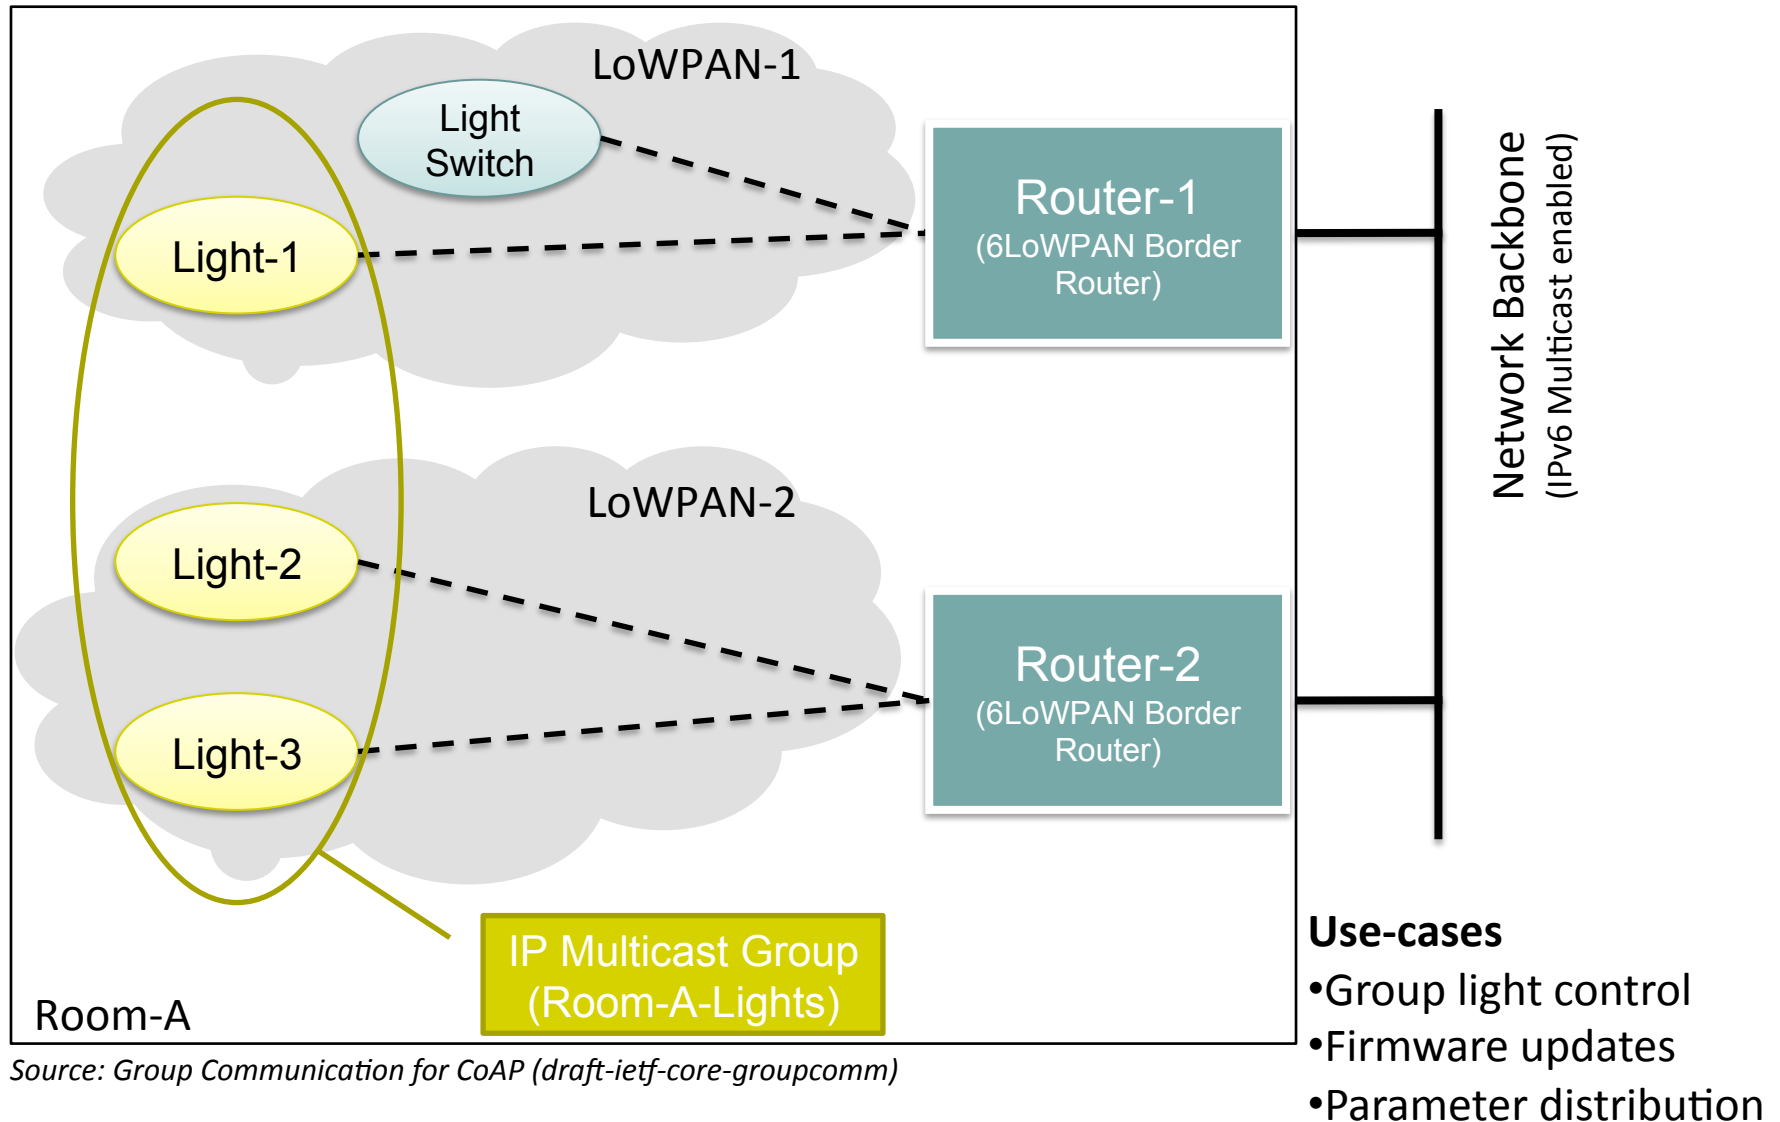 LoWPAN-1
Light
Switch
Light-1
Router-1
(6LoWPAN Border
Router)
Network Backbone
(IPv6 Multicast enabled)
LoWPAN-2
Light-2
Light-3
Router-2
(6LoWPAN Border
Router)
IP Multicast Group
(Room-A-Lights)
Room-A
Use-cases
•Group light control
•Firmware updates
•Parameter distribution
Source: Group Communication for CoAP (draft-ietf-core-groupcomm)